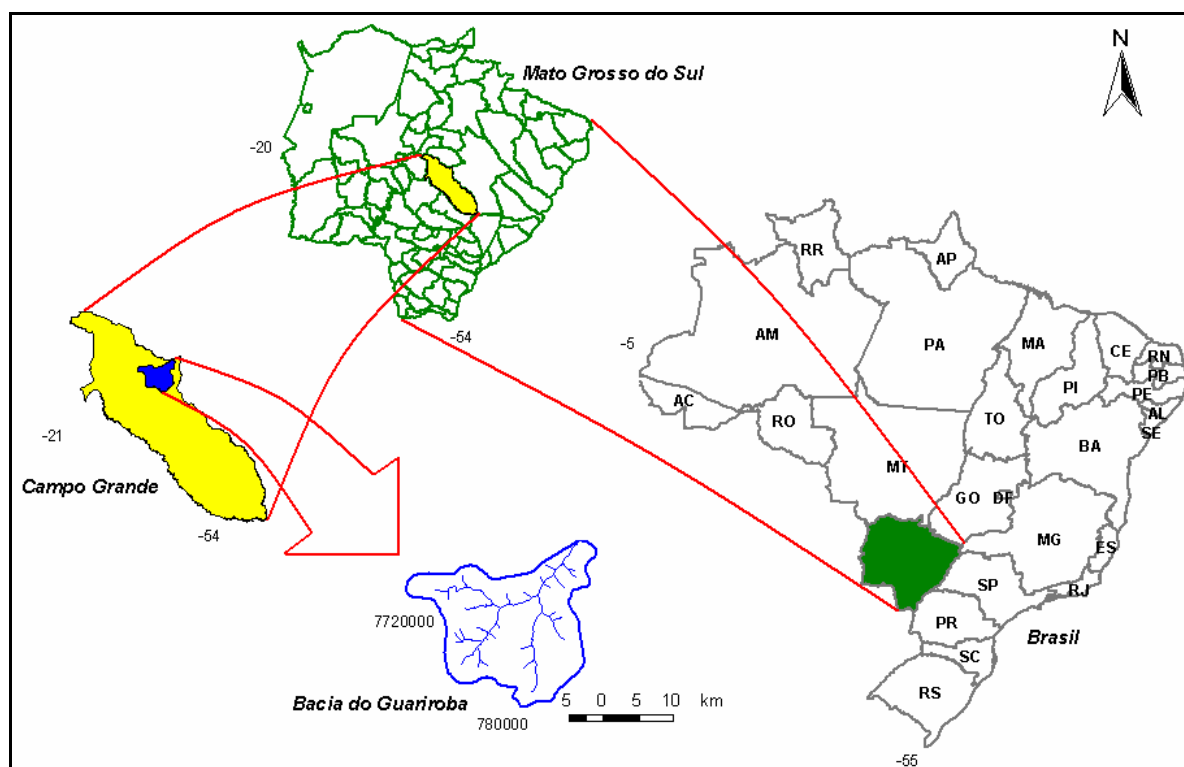 N
Mato Grosso do Sul
-20
-54
RR
AP
-5
AM
PA
MA
CE
RN
PB
PI
PE
AC
AL
RO
TO
SE
BA
-21
MT
Campo Grande
GO
DF
-54
MG
ES
SP
RJ
7720000
PR
Brasil
SC
Bacia do Guariroba
5 0 5 10 km
RS
780000
-55